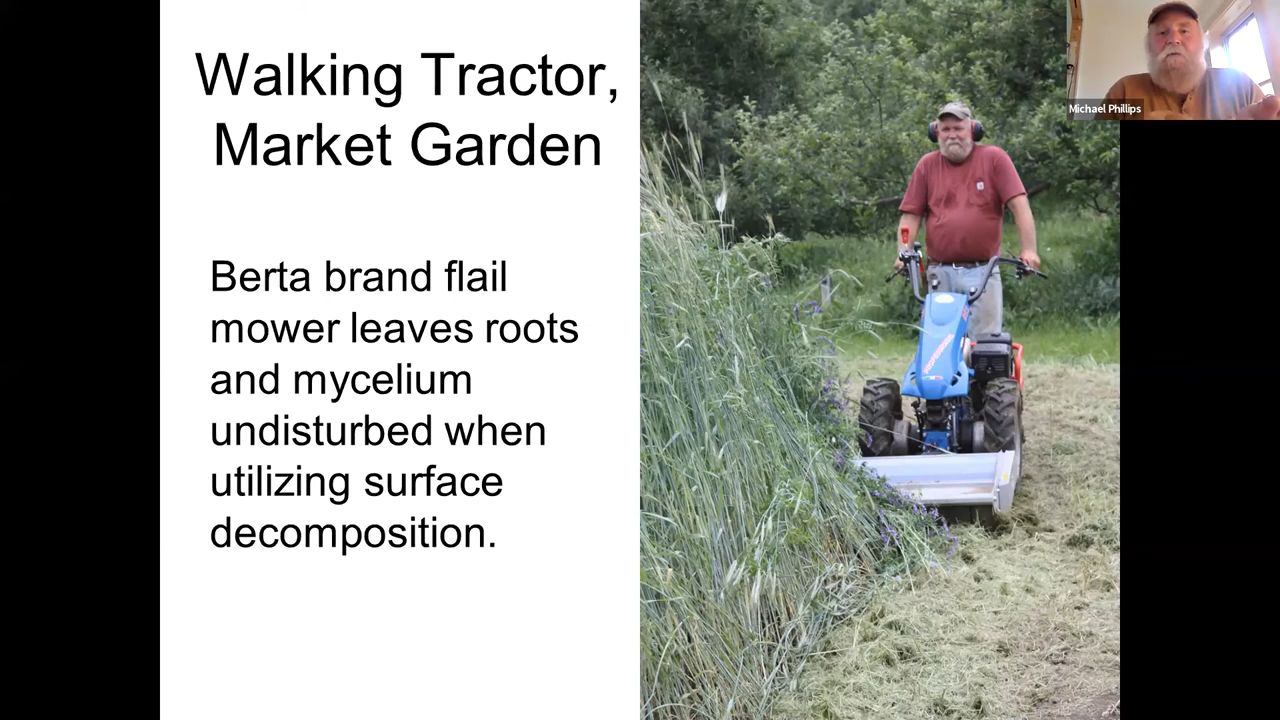 Walking Tractor,
Market Garden
Berta brand flail
mower leaves roots
and mycelium
undisturbed when
utilizing surface
decomposition.
Michael Phillips